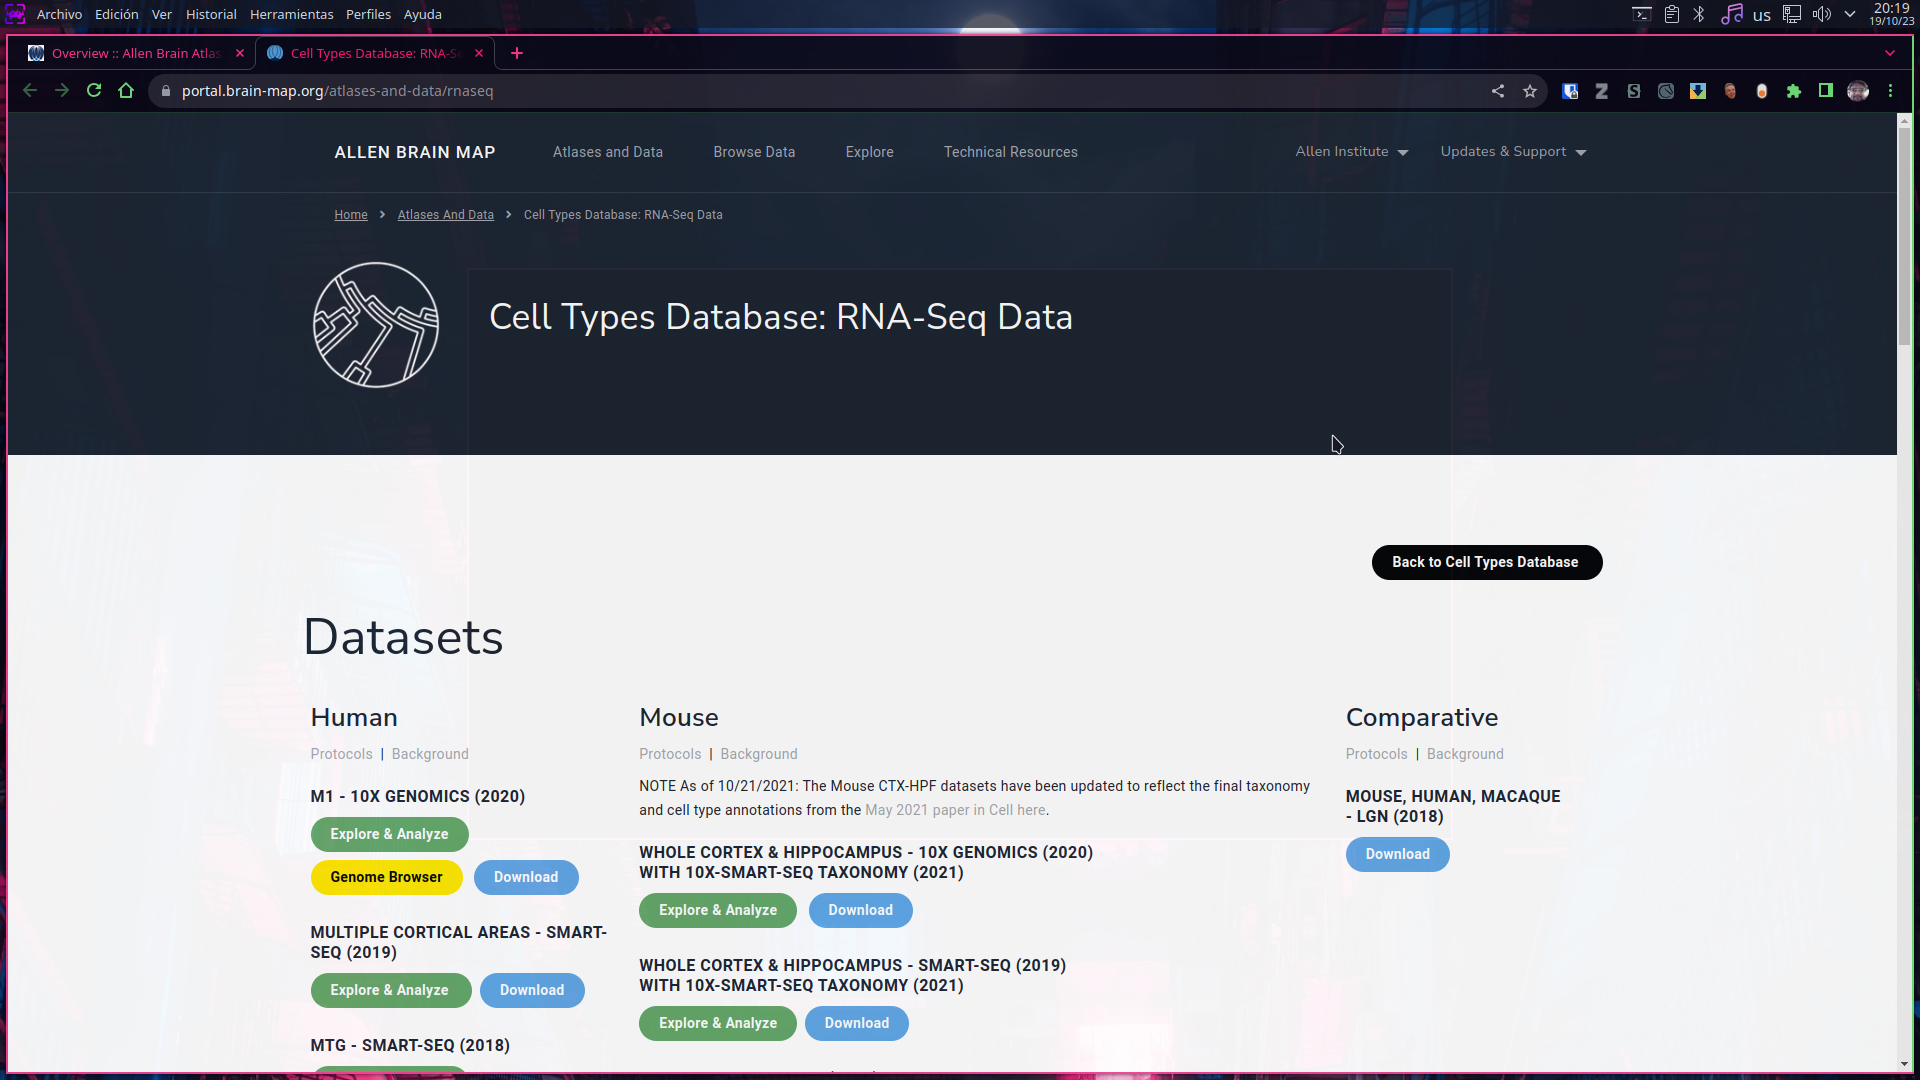 Archivo Edición Ver Historial Herramientas Perfiles Ayuda
us
20:19
19/10/23
Overview :: Allen Brain Atlas
Cell Types Database: RNA-Se
portal.brain-map.org/atlases-and-data/rnaseq
ALLEN BRAIN MAP
Atlases and Data
Browse Data
Explore
Technical Resources
Allen Institute
Updates & Support
Home > Atlases And Data > Cell Types Database: RNA-Seq Data
Cell Types Database: RNA-Seq Data
Back to Cell Types Database
Datasets
Human
Protocols | Background
M1 - 10X GENOMICS (2020)
Explore & Analyze
Genome Browser
Download
MULTIPLE CORTICAL AREAS - SMART-
SEQ (2019)
Explore & Analyze
Download
MTG - SMART-SEQ (2018)
Mouse
Protocols | Background
NOTE As of 10/21/2021: The Mouse CTX-HPF datasets have been updated to reflect the final taxonomy
and cell type annotations from the May 2021 paper in Cell here.
WHOLE CORTEX & HIPPOCAMPUS - 10X GENOMICS (2020)
WITH 10X-SMART-SEQ TAXONOMY (2021)
Explore & Analyze
Download
WHOLE CORTEX & HIPPOCAMPUS - SMART-SEQ (2019)
WITH 10X-SMART-SEQ TAXONOMY (2021)
Explore & Analyze
Download
Comparative
Protocols | Background
MOUSE, HUMAN, MACAQUE
- LGN (2018)
Download